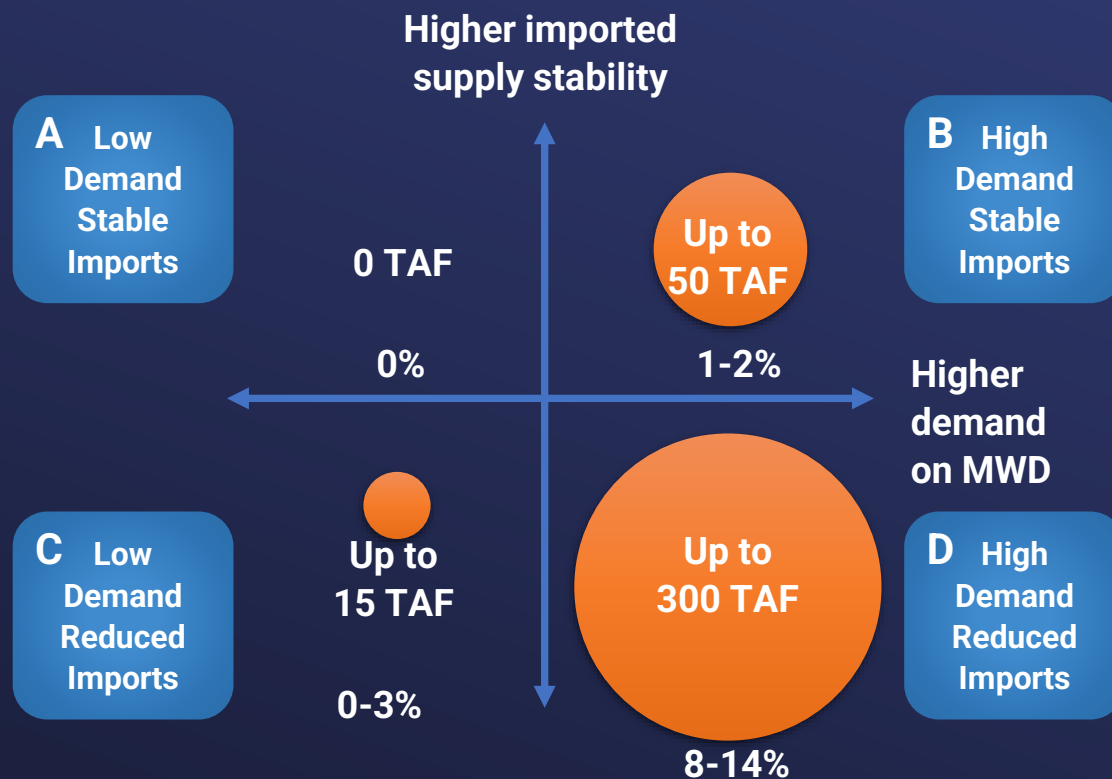 Higher imported
supply stability
A Low
Demand
Stable
Imports
B High
Demand
Stable
Imports
0 TAF
0%
Up to
50 TAF
1-2%
Higher
demand
on MWD
C Low
Demand
Reduced
Imports
Up to
15 TAF
0-3%
Up to
300 TAF
8-14%
D High
Demand
Reduced
Imports